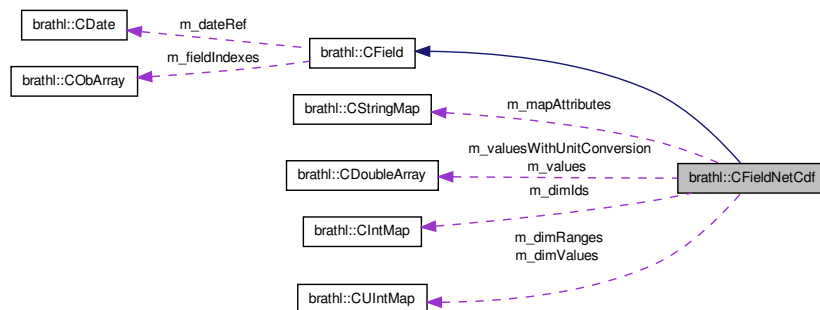 brathl::CDate
m_dateRef
brathl::CField
m_fieldIndexes
brathl::CObArray
m_mapAttributes
brathl::CStringMap
m_valuesWithUnitConversion
m_values
brathl::CDoubleArray
brathl::CFieldNetCdf
m_dimIds
brathl::CIntMap
m_dimRanges
m_dimValues
brathl::CUIntMap